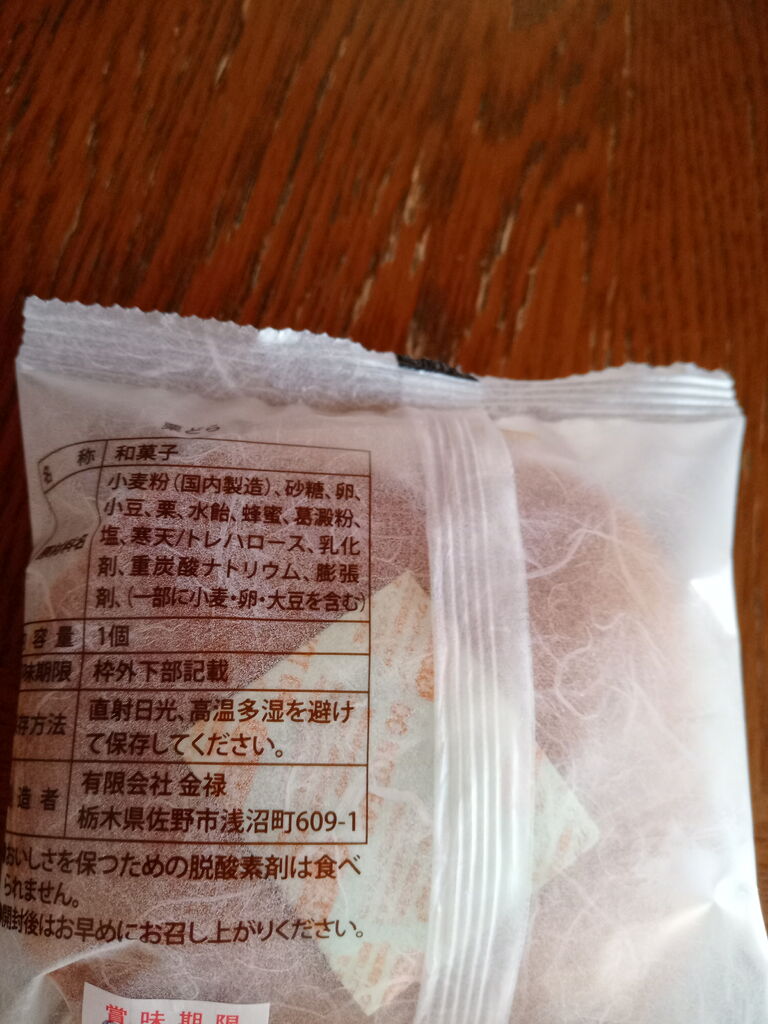 栗どら
名 称 和菓子
小麦粉（国内製造）、砂糖、卵、
小豆、栗、水飴、蜂蜜、葛澱粉、
塩、寒天/トレハロース、乳化
剤、重炭酸ナトリウム、膨張
剤、（一部に小麦・卵・大豆を含む）
原材料名
容量 1個
味期限 枠外下部記載
存方法
直射日光、高温多湿を避け
て保存してください。
造者
有限会社 金禄
栃木県佐野市浅沼町609-1
おいしさを保つための脱酸素剤は食べ
られません。
開封後はお早めにお召し上がりください。
賞味期限